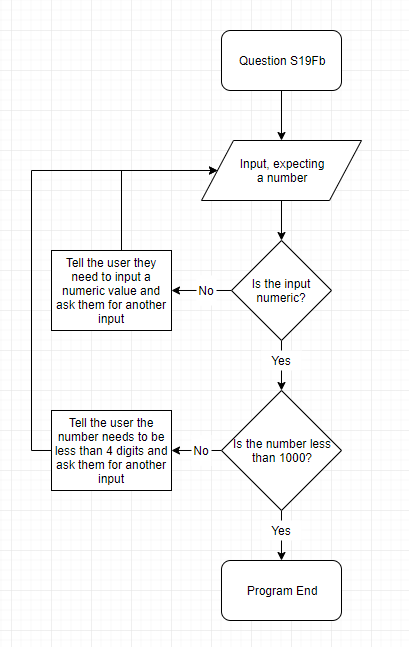 Question S19Fb
Input, expecting
a number
Is the input
numeric?
No
Tell the user they
need to input a
numeric value and
ask them for another
input
Yes
Is the number less
than 1000?
No
Tell the user the
number needs to be
less than 4 digits and
ask them for another
input
Yes
Program End